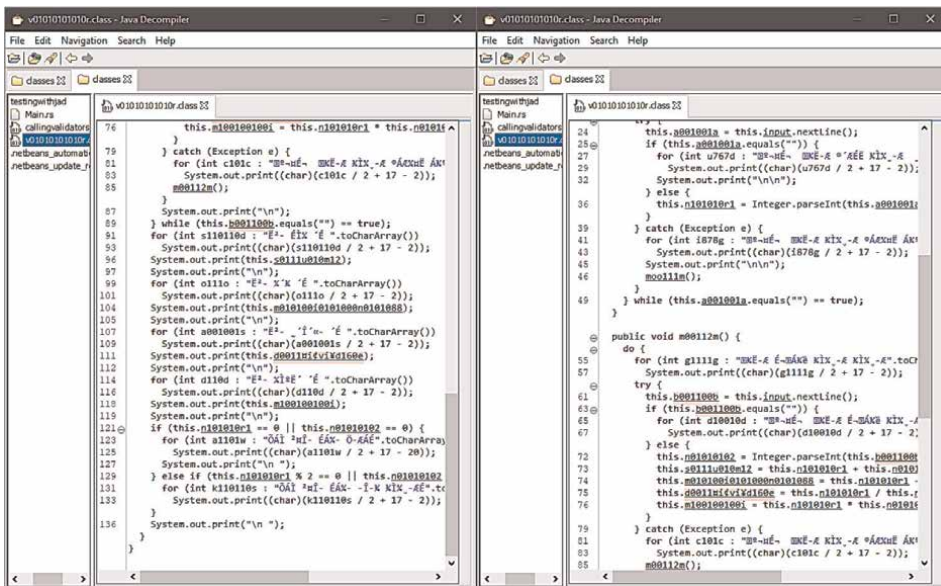 v01010101010r.class - Java Decompiler
File Edit Navigation Search Help
classes
classes
testingwithjad
Main.rs
callingvalidators
.netbeans_automati
.netbeans_update_r
v01010101010r.class
76 this.m100100100i = this.n101010r1 * this.
}
79 } catch (Exception e) {
81 for (int c101c :
83 System.out.print((char)(c101c / 2 + 17 - 2));
85 m00112m();
}
87 System.out.print("\n");
89 } while (this.b001100b.equals("") == true);
91 for (int s110110d : .toCharArray())
93 System.out.print((char)(s110110d / 2 + 17 - 2));
96 System.out.print(this.s0111u010m12);
97 System.out.print("\n");
99 for (int o111o : .toCharArray())
101 System.out.print((char)(o111o / 2 + 17 - 2));
104 System.out.print(this.m010100i0101000n0101088);
105 System.out.print("\n");
107 for (int a001001s : .toCharArray())
109 System.out.print((char)(a001001s / 2 + 17 - 2));
111 System.out.print(
112 System.out.print("\n");
114 for (int d110d : .toCharArray())
116 System.out.print((char)(d110d / 2 + 17 - 2));
118 System.out.print(this.m100100100i);
119 System.out.print("\n");
121 if (this.n101010r1 == 0 || this.n01010102 == 0) {
123 for (int a1101w : .toCharArray
125 System.out.print((char)(a1101w / 2 + 17 - 20));
127 System.out.print("\n ");
129 } else if (this.n101010r1 % 2 == 0 || this.n01010102
131 for (int k110110s :
133 System.out.print((char)(k110110s / 2 + 17 - 2));
}
136 System.out.print("\n ");
}
}
v01010101010r.class - Java Decompiler
File Edit Navigation Search Help
classes
classes
testingwithjad
Main.rs
callingvalidators
.netbeans_automati
.netbeans_update_r
v01010101010r.class
try {
24 this.a001001a = this.input.nextLine();
25 if (this.a001001a.equals("")) {
27 for (int u767d :
29 System.out.print((char)(u767d / 2 + 17 - 2));
32 System.out.print("\n\n");
} else {
36 this.n101010r1 = Integer.parseInt(this.a001001a
}
39 } catch (Exception e) {
41 for (int i878g :
43 System.out.print((char)(i878g / 2 + 17 - 2));
45 System.out.print("\n\n");
46 moo111m();
}
49 } while (this.a001001a.equals("") == true);
}
public void m00112m() {
do {
55 for (int g1111g :
57 System.out.print((char)(g1111g / 2 + 17 - 2));
try {
61 this.b001100b = this.input.nextLine();
63 if (this.b001100b.equals("")) {
65 for (int d10010d :
67 System.out.print((char)(d10010d / 2 + 17 - 2)
} else {
72 this.n01010102 = Integer.parseInt(this.b001100b
73 this.s0111u010m12 = this.n101010r1 +
74 this.m010100i0101000n0101088 = this.n101010r1 -
75 = this.n101010r1 /
76 this.m100100100i = this.n101010r1 *
}
79 } catch (Exception e) {
81 for (int c101c :
83 System.out.print((char)(c101c / 2 + 17 - 2));
85 m00112m();